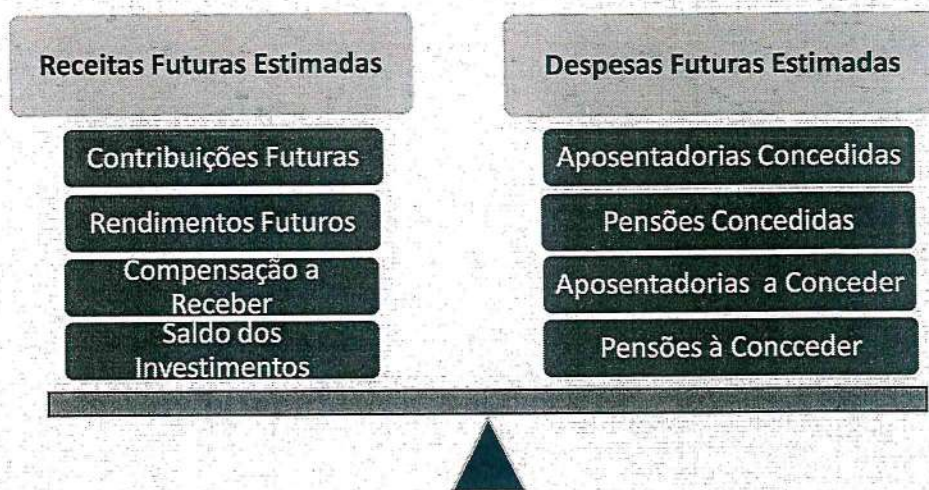 Receitas Futuras Estimadas
Contribuições Futuras
Rendimentos Futuros
Compensação a
Receber
Saldo dos
Investimentos
Despesas Futuras Estimadas
Aposentadorias Concedidas
Pensões Concedidas
Aposentadorias a Conceder
Pensões à Concceder